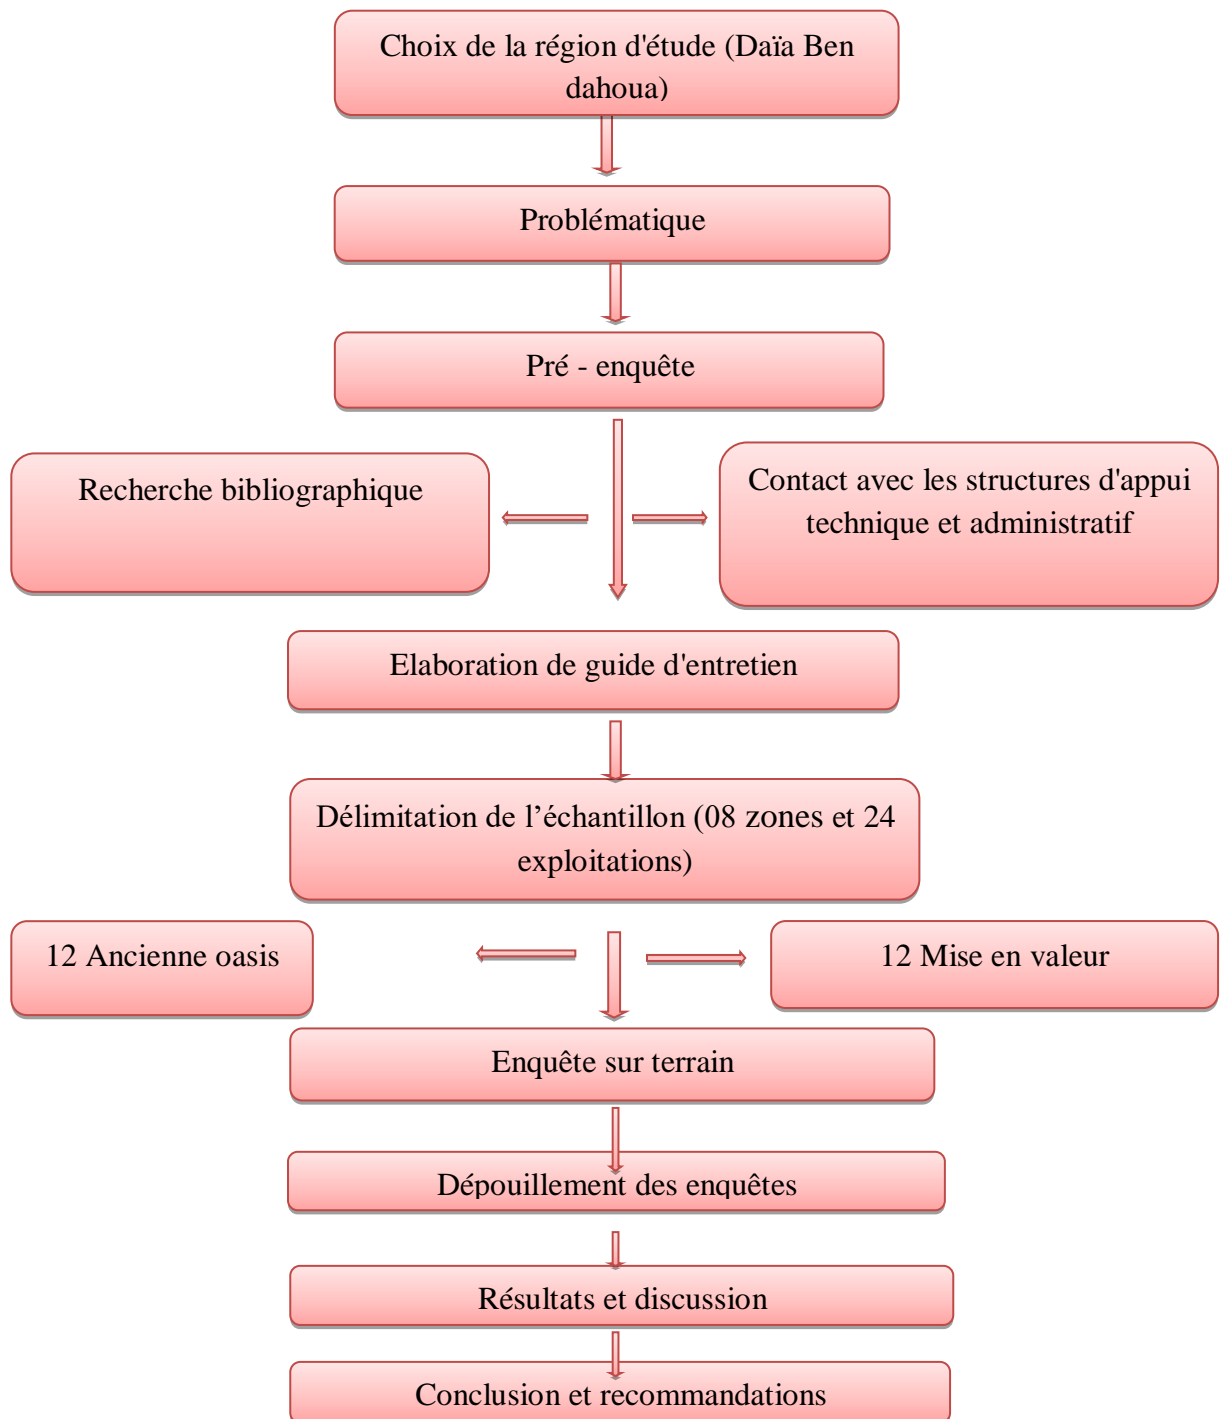 Choix de la région d'étude (Daïa Ben
dahoua)
Problématique
Pré - enquête
Recherche bibliographique
Contact avec les structures d'appui
technique et administratif
Elaboration de guide d'entretien
Délimitation de l’échantillon (08 zones et 24
exploitations)
12 Ancienne oasis
12 Mise en valeur
Enquête sur terrain
Dépouillement des enquêtes
Résultats et discussion
Conclusion et recommandations